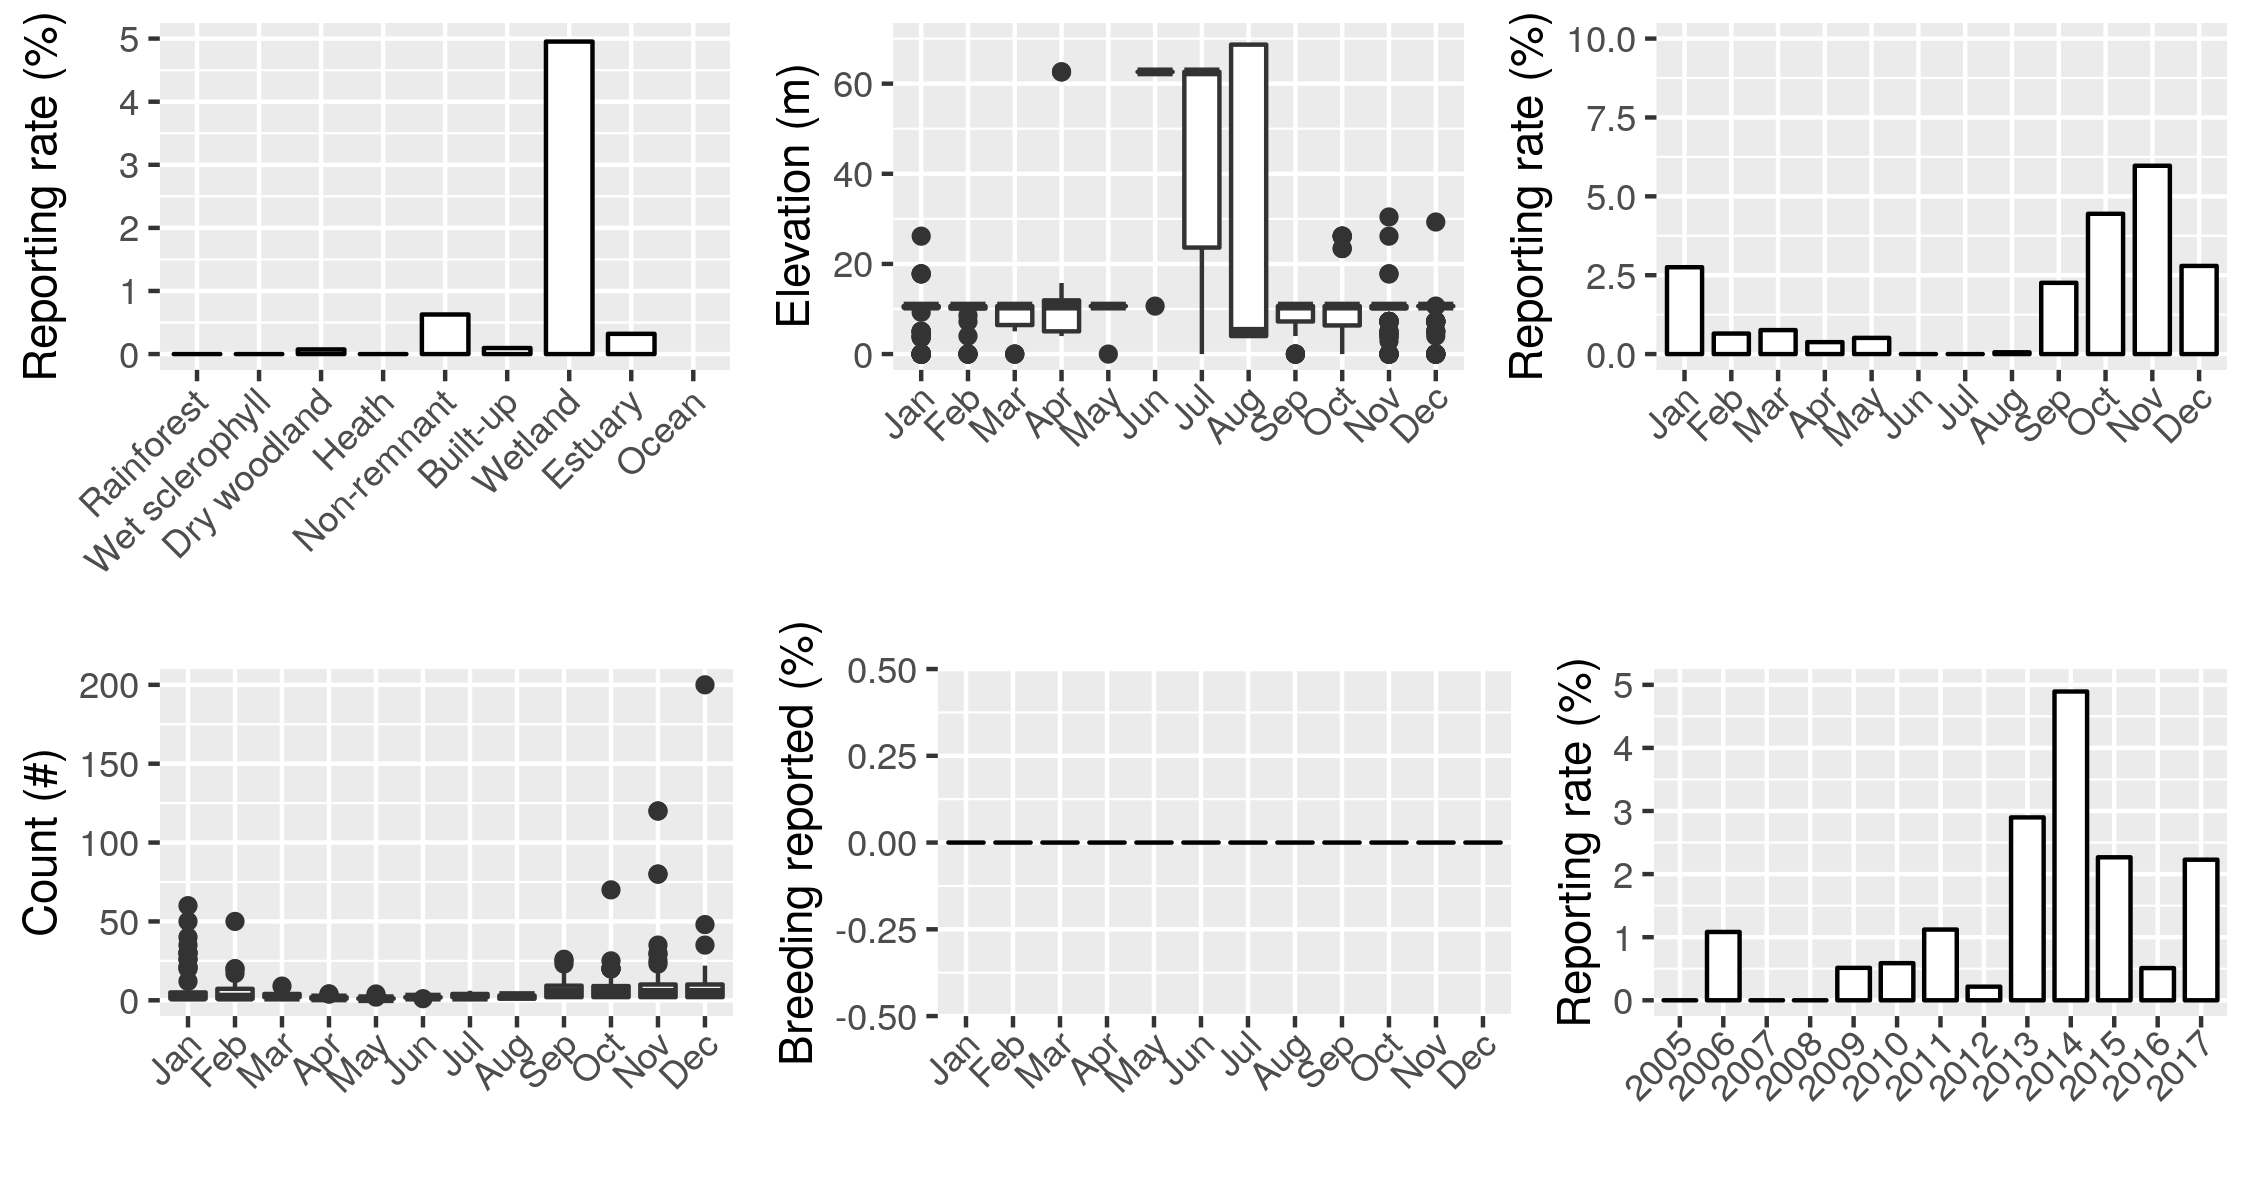 Reporting rate (%)
5
4
3
2
1
0
Rainforest
Wet sclerophyll
Dry woodland
Heath
Non-remnant
Built-up
Wetland
Estuary
Ocean
Elevation (m)
60
40
20
0
Jan
Feb
Mar
Apr
May
Jun
Jul
Aug
Sep
Oct
Nov
Dec
Reporting rate (%)
10.0
7.5
5.0
2.5
0.0
Jan
Feb
Mar
Apr
May
Jun
Jul
Aug
Sep
Oct
Nov
Dec
Count (#)
200
150
100
50
0
Jan
Feb
Mar
Apr
May
Jun
Jul
Aug
Sep
Oct
Nov
Dec
Breeding reported (%)
0.50
0.25
0.00
-0.25
-0.50
Jan
Feb
Mar
Apr
May
Jun
Jul
Aug
Sep
Oct
Nov
Dec
Reporting rate (%)
5
4
3
2
1
0
2005
2006
2007
2008
2009
2010
2011
2012
2013
2014
2015
2016
2017